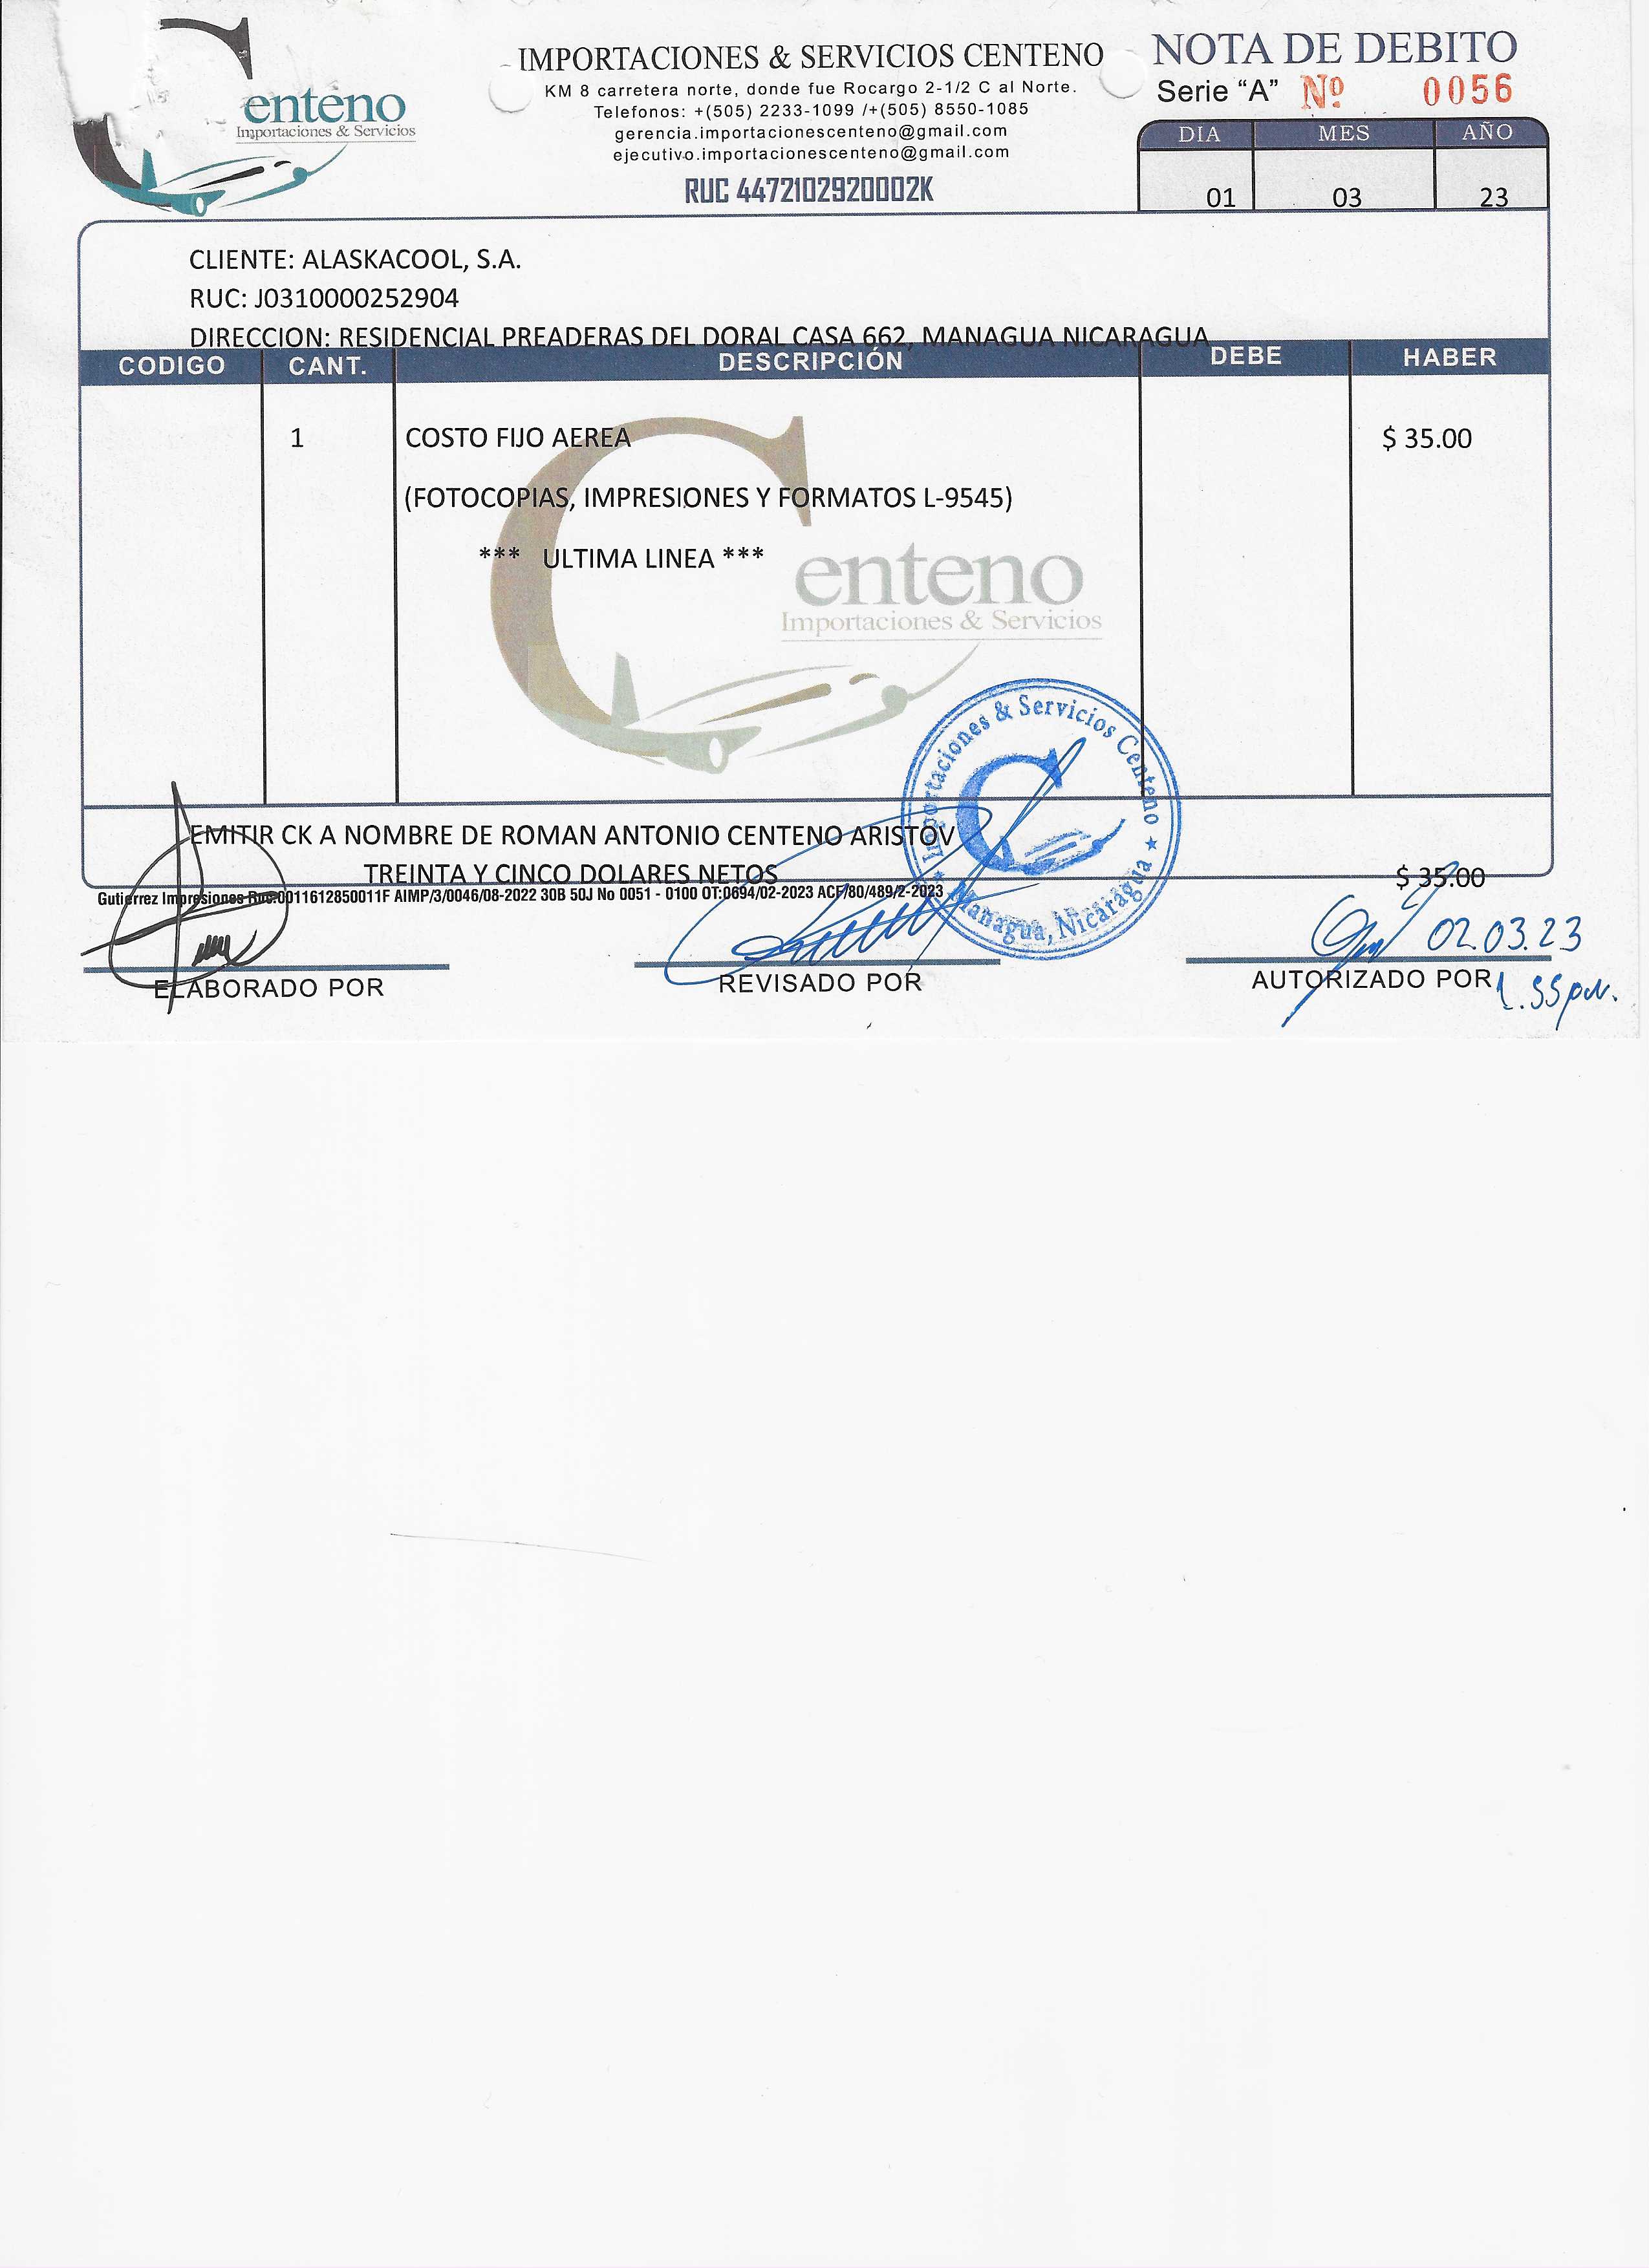 enteno
Importaciones & Servicios
IMPORTACIONES & SERVICIOS CENTENO
KM 8 carretera norte, donde fue Rocargo 2-1/2 C al Norte.
Telefonos: +(505) 2233-1099 /+(505) 8550-1085
gerencia.importacionescenteno@gmail.com
ejecutivo.importacionescenteno@gmail.com
RUC 4472102920002K
NOTA DE DEBITO
Serie “A” Nº 0056
DIA MES AÑO
01 03 23
CLIENTE: ALASKACOOL, S.A.
RUC: J0310000252904
DIRECCION: RESIDENCIAL PREADERAS DEL DORAL CASA 662, MANAGUA NICARAGUA
CODIGO CANT. DESCRIPCIÓN DEBE HABER
1 COSTO FIJO AEREA $ 35.00
(FOTOCOPIAS, IMPRESIONES Y FORMATOS L-9545)
*** ULTIMA LINEA ***
enteno
Importaciones & Servicios
Importaciones & Servicios Centeno
Managua, Nicaragua
EMITIR CK A NOMBRE DE ROMAN ANTONIO CENTENO ARISTOV
TREINTA Y CINCO DOLARES NETOS $ 35.00
Gutierrez Impresiones Ruc:0011612850011F AIMP/3/0046/08-2022 30B 50J No 0051 - 0100 OT:0694/02-2023 ACF/80/489/2-2023
02.03.23
ELABORADO POR REVISADO POR AUTORIZADO POR